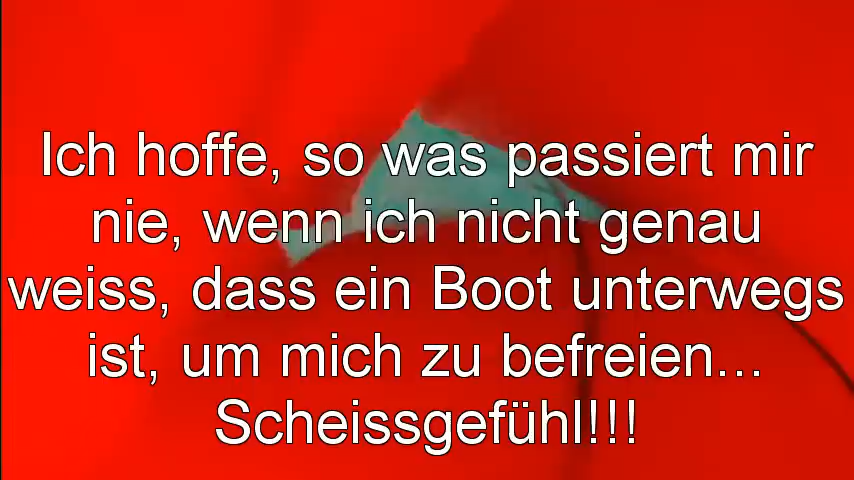 Ich hoffe, so was passiert mir
nie, wenn ich nicht genau
weiss, dass ein Boot unterwegs
ist, um mich zu befreien...
Scheissgefühl!!!